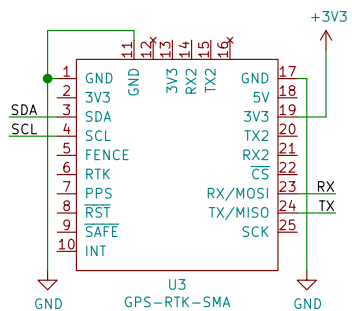 +3V3
11 12 13 14 15 16
GND 3V3 RX2 TX2
1 GND GND 17
2 3V3 5V 18
SDA 3 SDA 3V3 19
SCL 4 SCL TX2 20
5 FENCE RX2 21
6 RTK CS 22
7 PPS RX/MOSI 23 RX
8 RST TX/MISO 24 TX
9 SAFE SCK 25
10 INT
U3
GND GPS-RTK-SMA GND